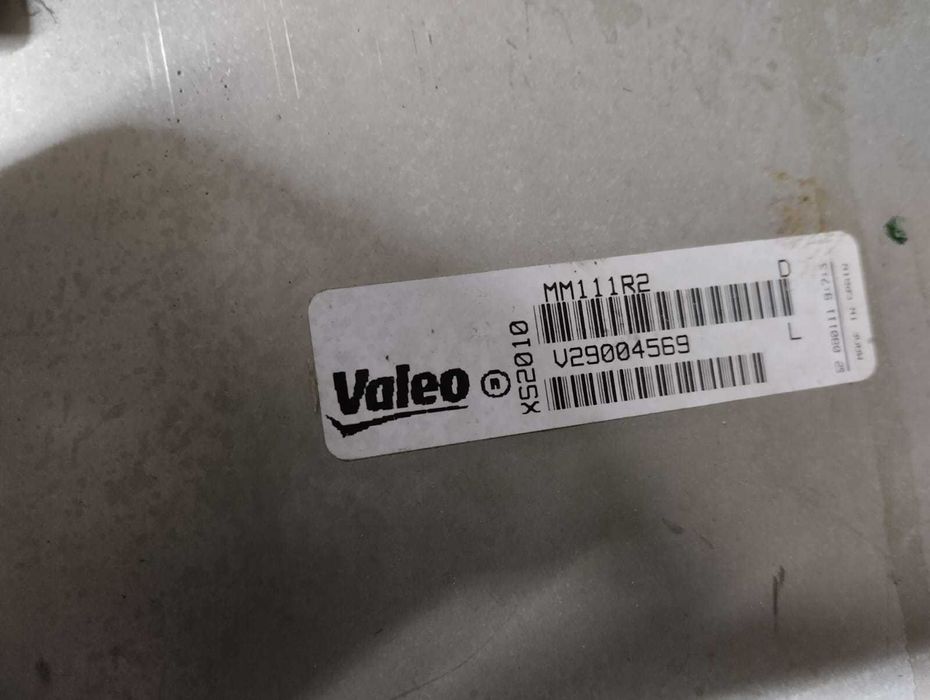 MM111R2
D
L
XS2010
V29004569
Valeo